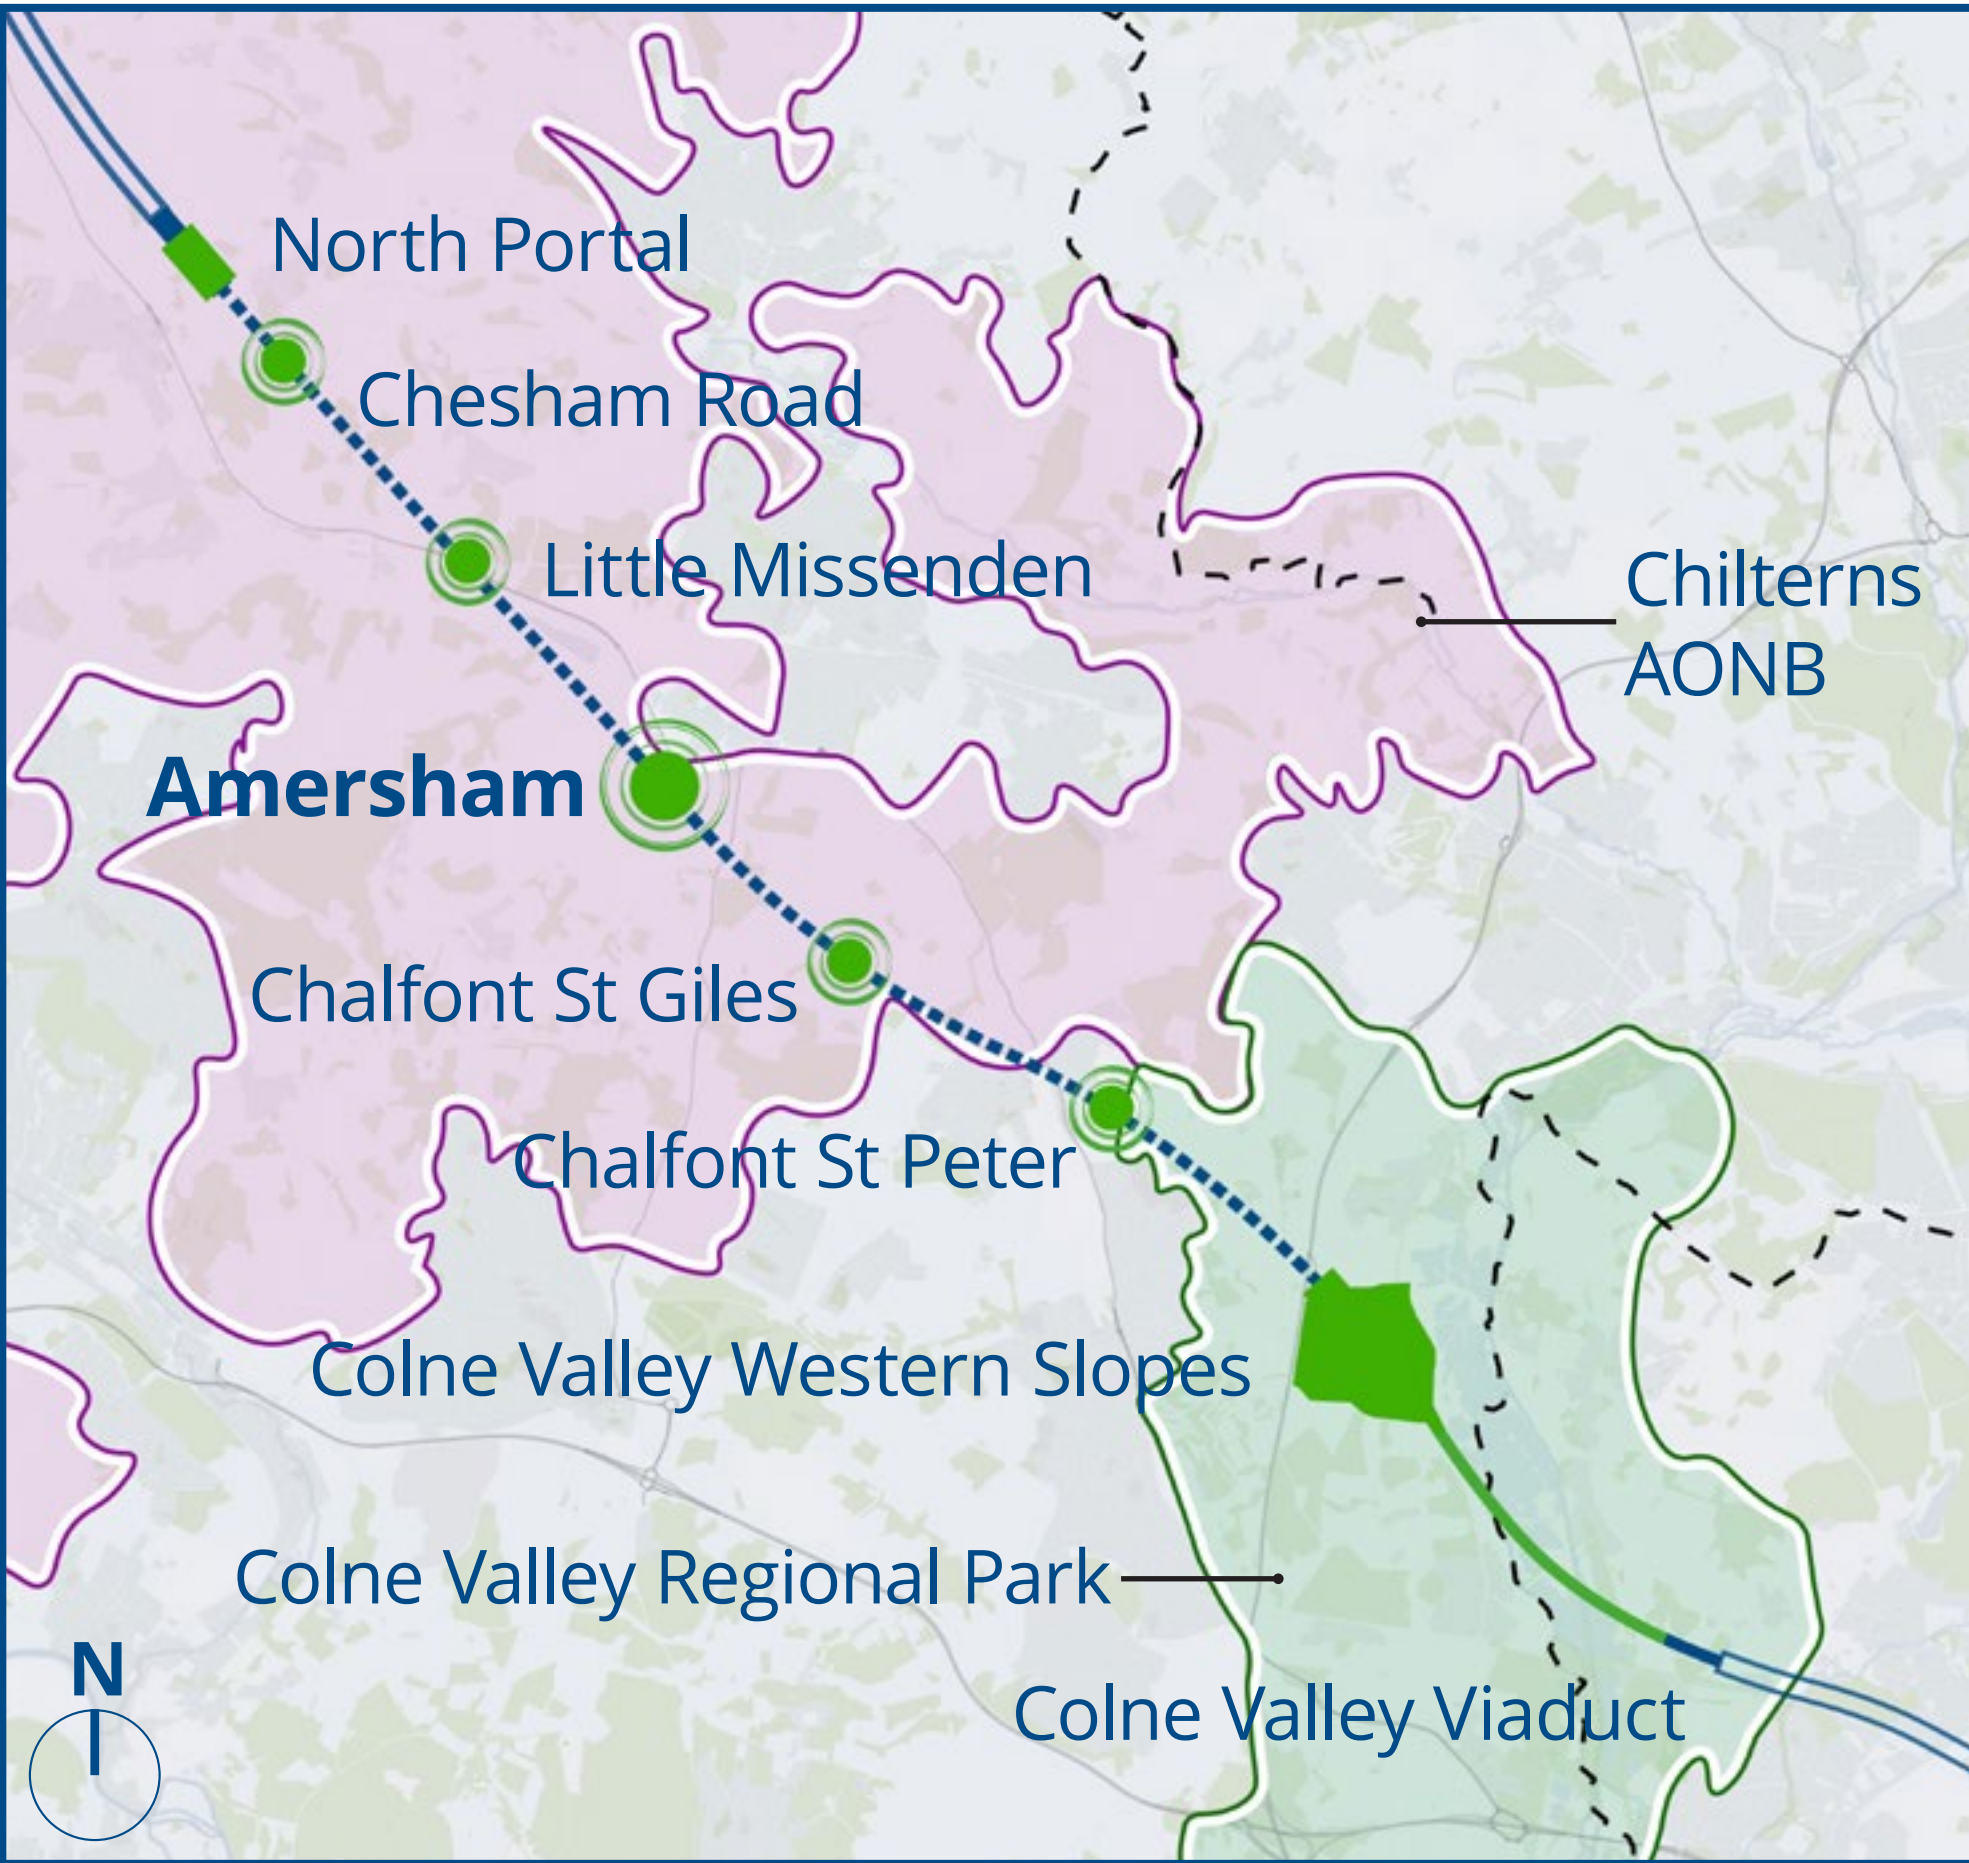 North Portal
Chesham Road
Little Missenden
Chilterns
AONB
Amersham
Chalfont St Giles
Chalfont St Peter
Colne Valley Western Slopes
Colne Valley Regional Park
N
Colne Valley Viaduct